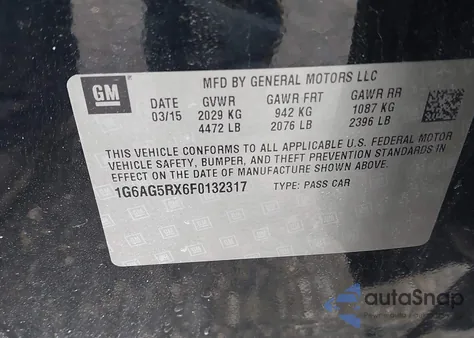 GM
MFD BY GENERAL MOTORS LLC
DATE GVWR GAWR FRT GAWR RR
03/15 2029 KG 942 KG 1087 KG
4472 LB 2076 LB 2396 LB
THIS VEHICLE CONFORMS TO ALL APPLICABLE U.S. FEDERAL MOTOR
VEHICLE SAFETY, BUMPER, AND THEFT PREVENTION STANDARDS IN
EFFECT ON THE DATE OF MANUFACTURE SHOWN ABOVE.
1G6AG5RX6F0132317 TYPE: PASS CAR
autoSnap